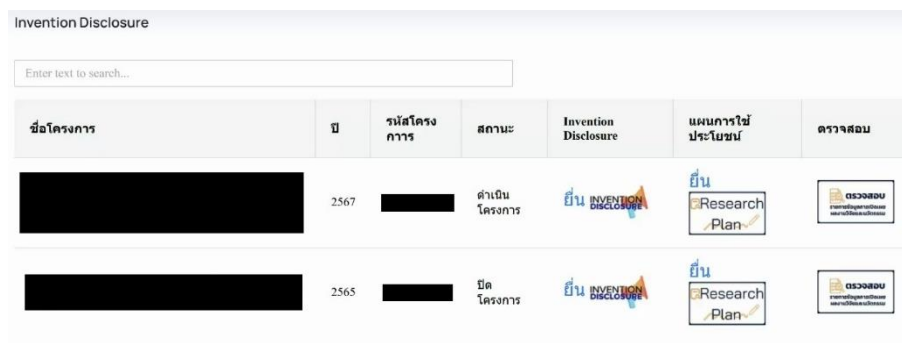 Invention Disclosure
Enter text to search...
ชื่อโครงการ
ปี
รหัสโครง
กาาร
สถานะ
Invention
Disclosure
แผนการใช้
ประโยชน์
ตรวจสอบ
2567
ดำเนิน
โครงการ
ยื่น INVENTION
DISCLOSURE
ยื่น
Research
Plan
ตรวจสอบ
2565
ปิด
โครงการ
ยื่น INVENTION
DISCLOSURE
ยื่น
Research
Plan
ตรวจสอบ